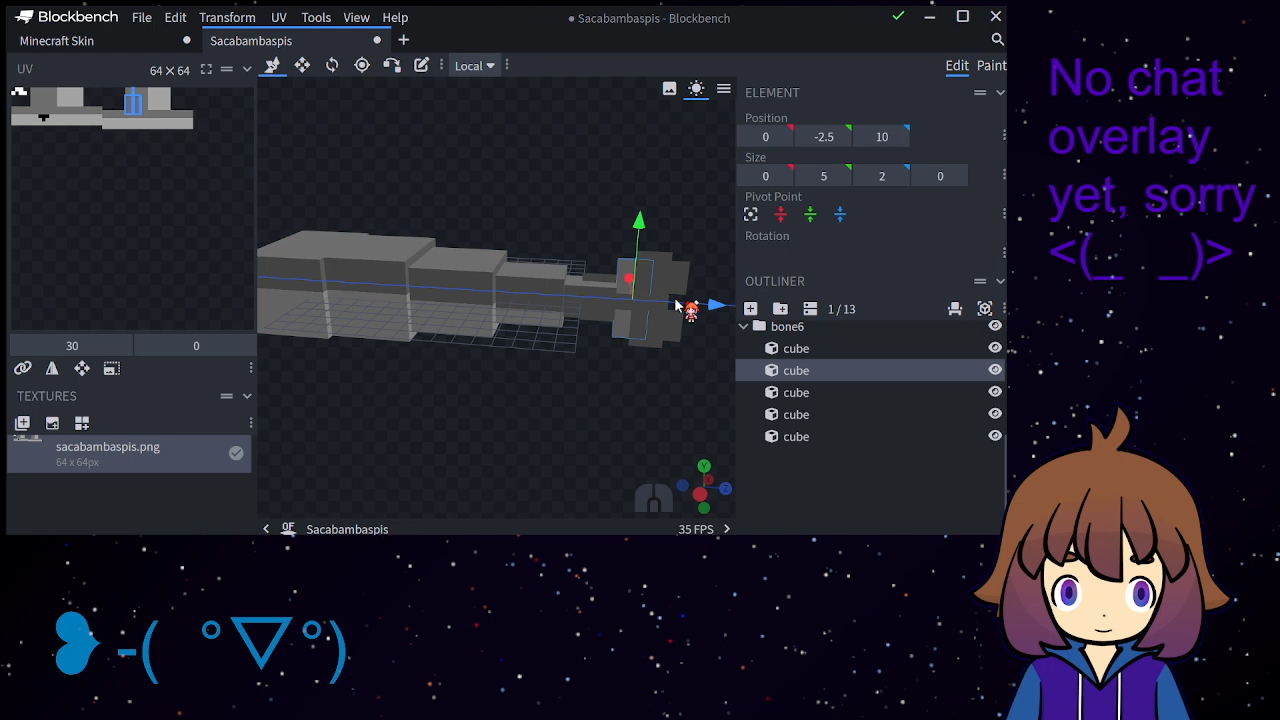 Blockbench File Edit Transform UV Tools View Help
Sacabambaspis - Blockbench
Minecraft Skin
Sacabambaspis
UV
64×64
Local
Edit
Paint
ELEMENT
Position
0 -2.5 10
Size
0 5 2 0
Pivot Point
Rotation
OUTLINER
1 / 13
bone6
cube
cube
cube
cube
cube
30 0
TEXTURES
sacabambaspis.png
64 x 64px
X
Y
Z
Sacabambaspis
35 FPS
No chat
overlay
yet, sorry
<(_ _)>
❥-( °▽°)